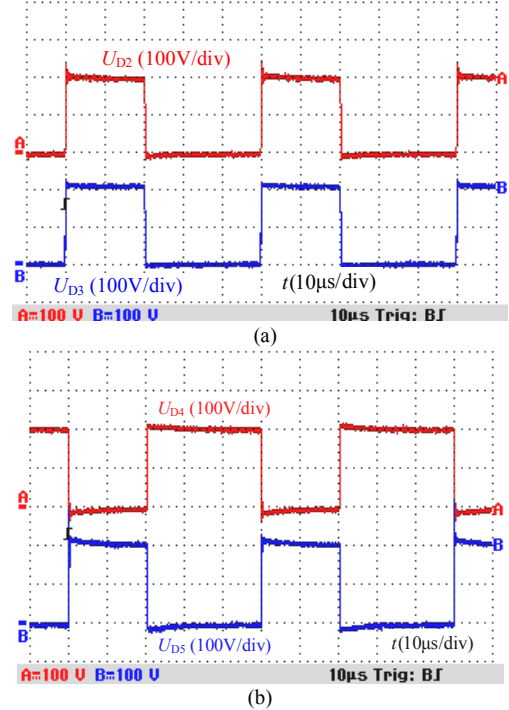 U_D2 (100V/div)
A
A
B
U_D3 (100V/div) t(10μs/div)
B
A=100 V B=100 V 10μs Trig: B∫
(a)
U_D4 (100V/div)
A
A
B
B
U_D5 (100V/div) t(10μs/div)
A=100 V B=100 V 10μs Trig: B∫
(b)